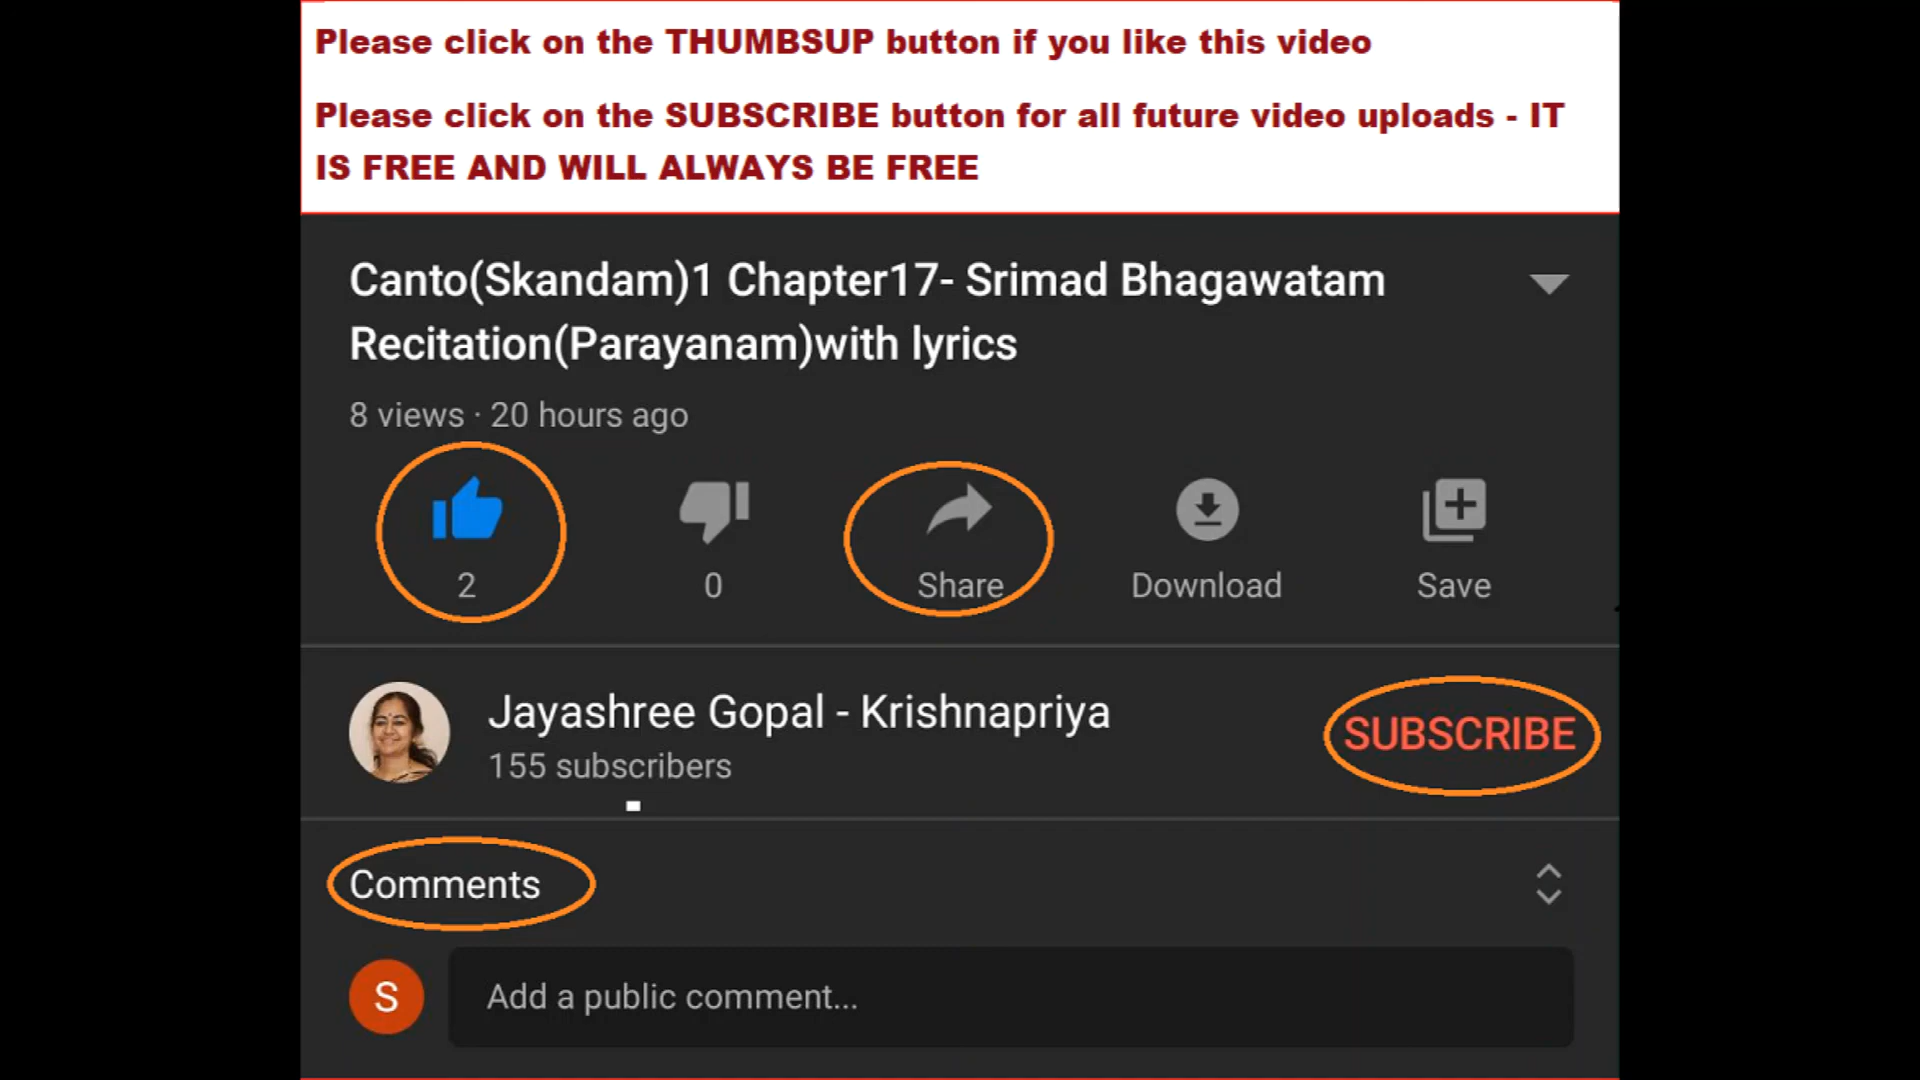 Please click on the THUMBSUP button if you like this video
Please click on the SUBSCRIBE button for all future video uploads - IT
IS FREE AND WILL ALWAYS BE FREE
Canto(Skandam)1 Chapter17- Srimad Bhagawatam
Recitation(Parayanam)with lyrics
8 views · 20 hours ago
2
0
Share
Download
Save
Jayashree Gopal - Krishnapriya
155 subscribers
SUBSCRIBE
Comments
S
Add a public comment...